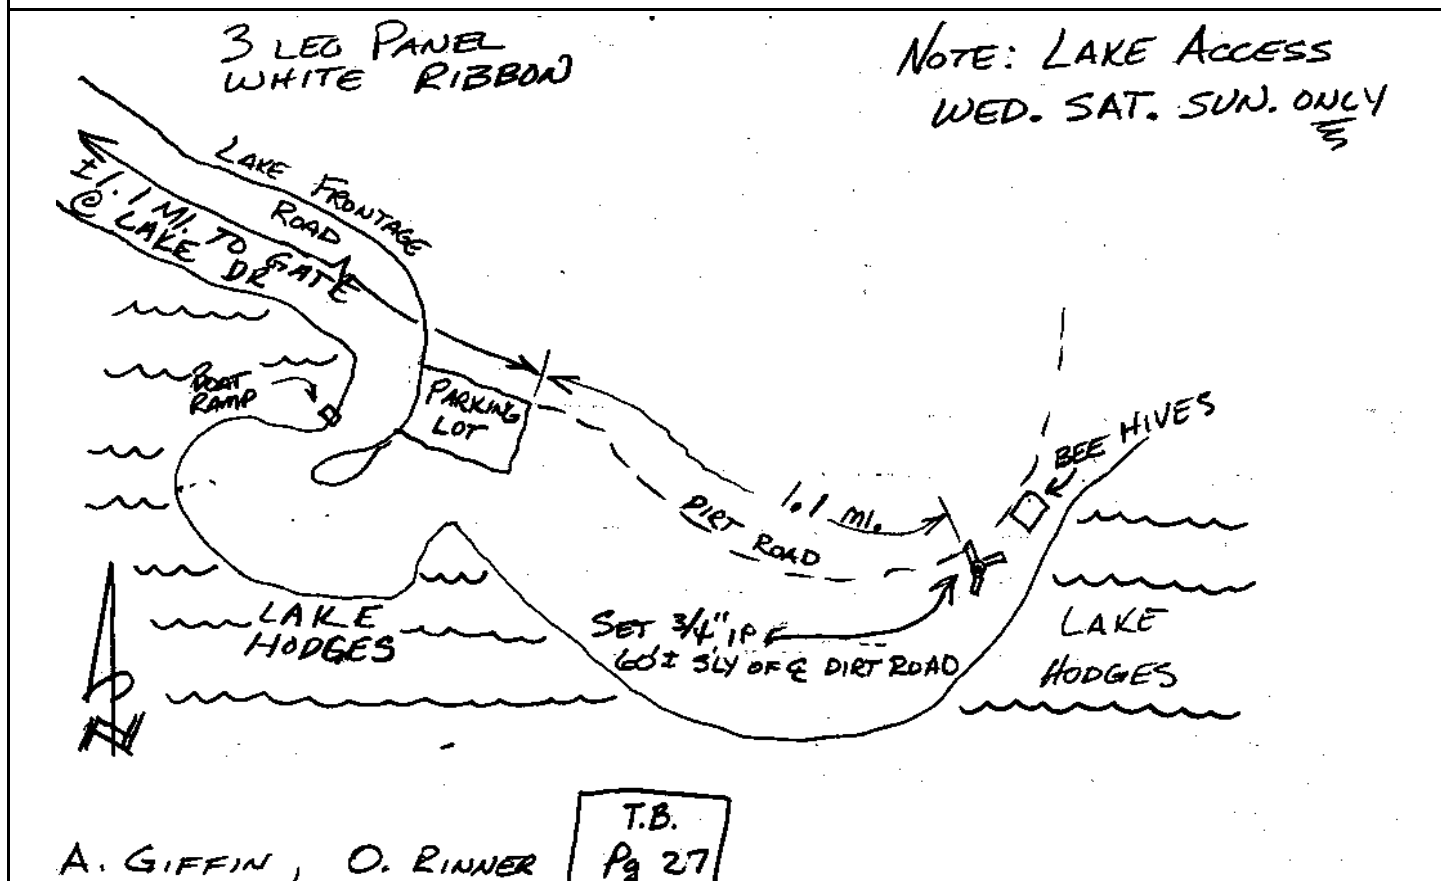 3 LEG PANEL
WHITE RIBBON
NOTE: LAKE ACCESS
WED. SAT. SUN. ONLY
LAKE FRONTAGE
ROAD
±1.1 MI. TO GATE
@ LAKE DR
BOAT
RAMP
PARKING
LOT
BEE HIVES
1.1 MI.
DIRT ROAD
SET 3/4" IP
60'± S'LY OF ℄ DIRT ROAD
LAKE
HODGES
LAKE
HODGES
N
T.B.
Pg 27
A. GIFFIN, O. RINNER